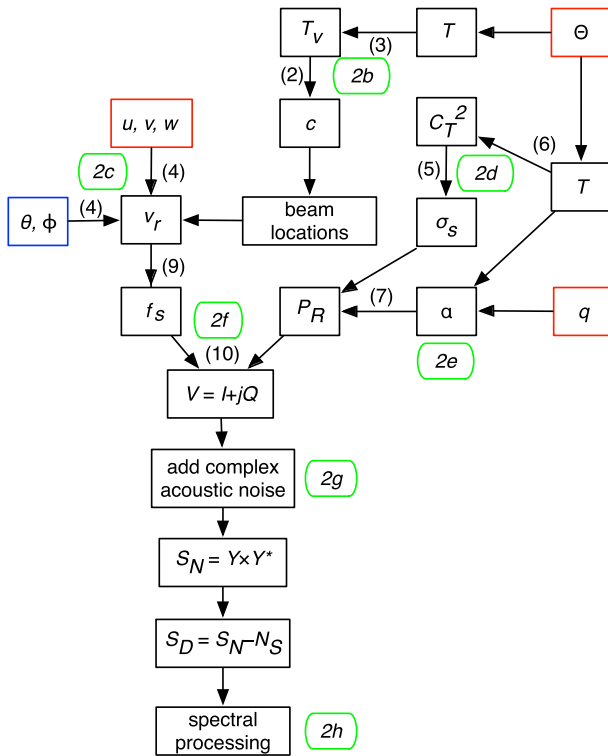 T_v
(3)
T
Θ
(2)
2b
u, v, w
c
C_T^2
(6)
2c
(4)
(5)
2d
T
θ, ϕ
(4)
v_r
beam
locations
σ_s
(9)
f_s
2f
P_R
(7)
α
q
(10)
2e
V = I+jQ
add complex
acoustic noise
2g
S_N = Y×Y*
S_D = S_N–N_S
spectral
processing
2h